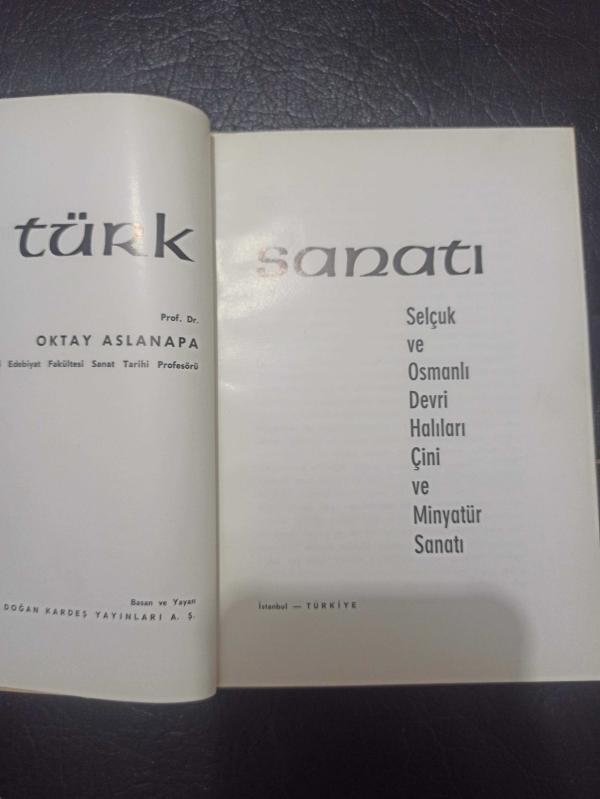 türk
Prof. Dr.
OKTAY ASLANAPA
Edebiyat Fakültesi Sanat Tarihi Profesörü
Basan ve Yayan
DOĞAN KARDEŞ YAYINLARI A. Ş.
sanatı
Selçuk
ve
Osmanlı
Devri
Halıları
Çini
ve
Minyatür
Sanatı
İstanbul — TÜRKİYE